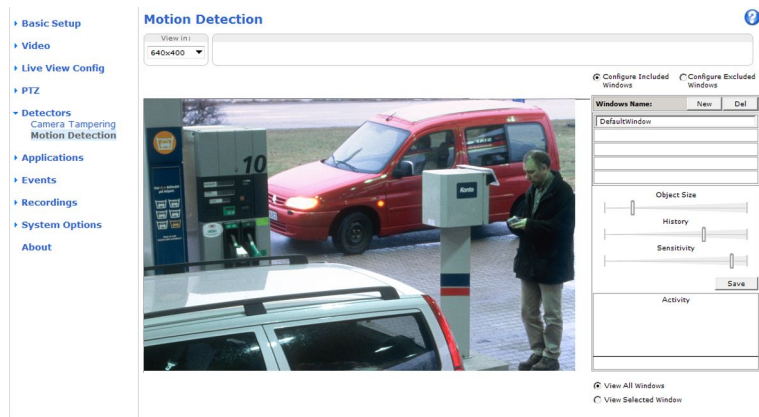 Basic Setup
Video
Live View Config
PTZ
Detectors
Camera Tampering
Motion Detection
Applications
Events
Recordings
System Options
About
Motion Detection
View in:
640x400
Configure Included Windows
Configure Excluded Windows
Windows Name:
New
Del
DefaultWindow
Object Size
History
Sensitivity
Save
Activity
View All Windows
View Selected Window
10
Konto